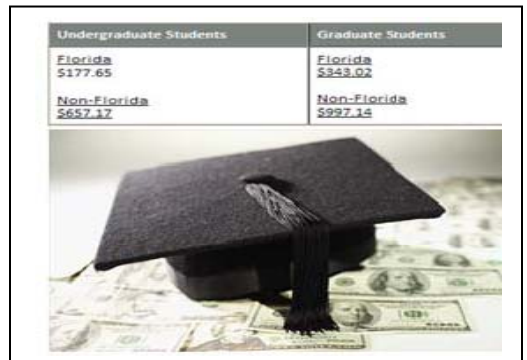 Undergraduate Students
Graduate Students
Florida
$177.65
Florida
$343.02
Non-Florida
$657.17
Non-Florida
$997.14